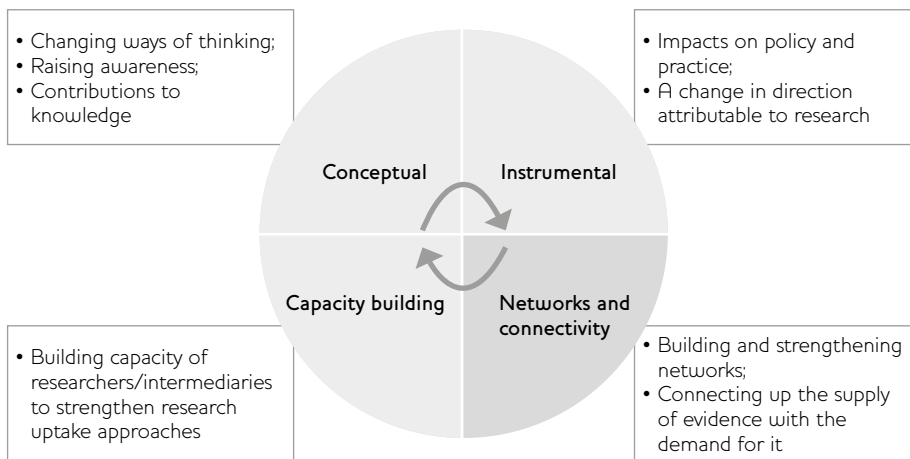 • Changing ways of thinking;
• Raising awareness;
• Contributions to
knowledge
• Impacts on policy and
practice;
• A change in direction
attributable to research
Conceptual
Instrumental
Capacity building
Networks and
connectivity
• Building capacity of
researchers/intermediaries
to strengthen research
uptake approaches
• Building and strengthening
networks;
• Connecting up the supply
of evidence with the
demand for it